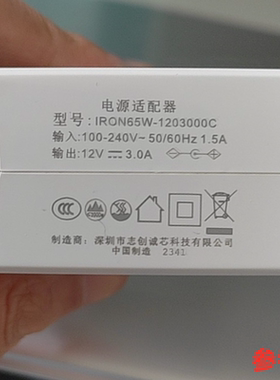 电源适配器
型号：IRON65W-1203000C
输入：100-240V~ 50/60Hz 1.5A
输出：12V⎓3.0A
制造商：深圳市志创诚芯科技有限公司
中国制造 2341